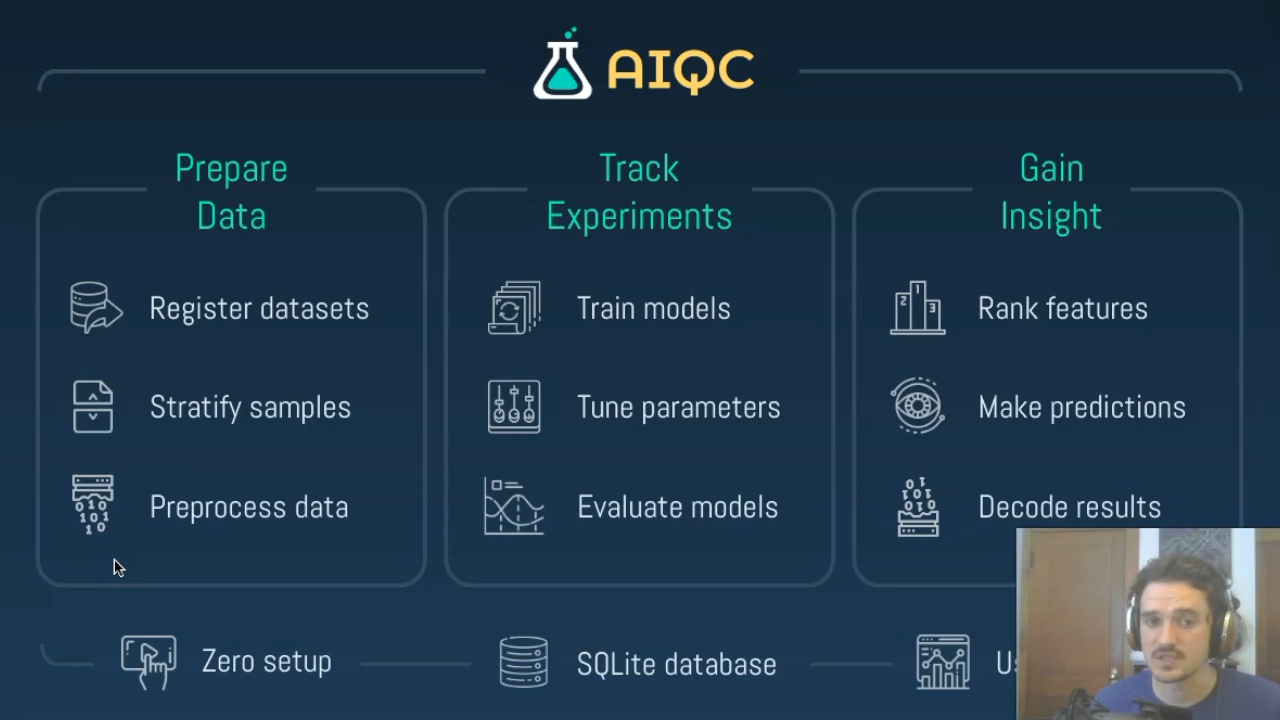 AIQC
Prepare
Data
Register datasets
Stratify samples
Preprocess data
Track
Experiments
Train models
Tune parameters
Evaluate models
Gain
Insight
Rank features
Make predictions
Decode results
Zero setup
SQLite database